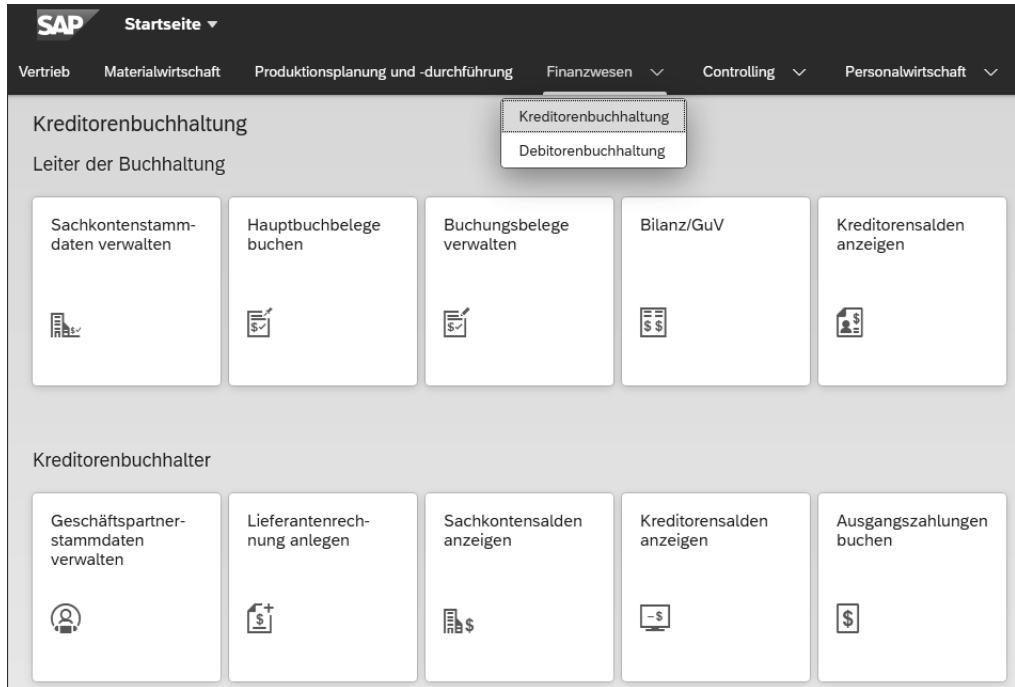 SAP Startseite
Vertrieb Materialwirtschaft Produktionsplanung und -durchführung Finanzwesen Controlling Personalwirtschaft
Kreditorenbuchhaltung
Debitorenbuchhaltung
Kreditorenbuchhaltung
Leiter der Buchhaltung
Sachkontenstamm-
daten verwalten
Hauptbuchbelege
buchen
Buchungsbelege
verwalten
Bilanz/GuV
Kreditorensalden
anzeigen
Kreditorenbuchhalter
Geschäftspartner-
stammdaten
verwalten
Lieferantenrech-
nung anlegen
Sachkontensalden
anzeigen
Kreditorensalden
anzeigen
Ausgangszahlungen
buchen